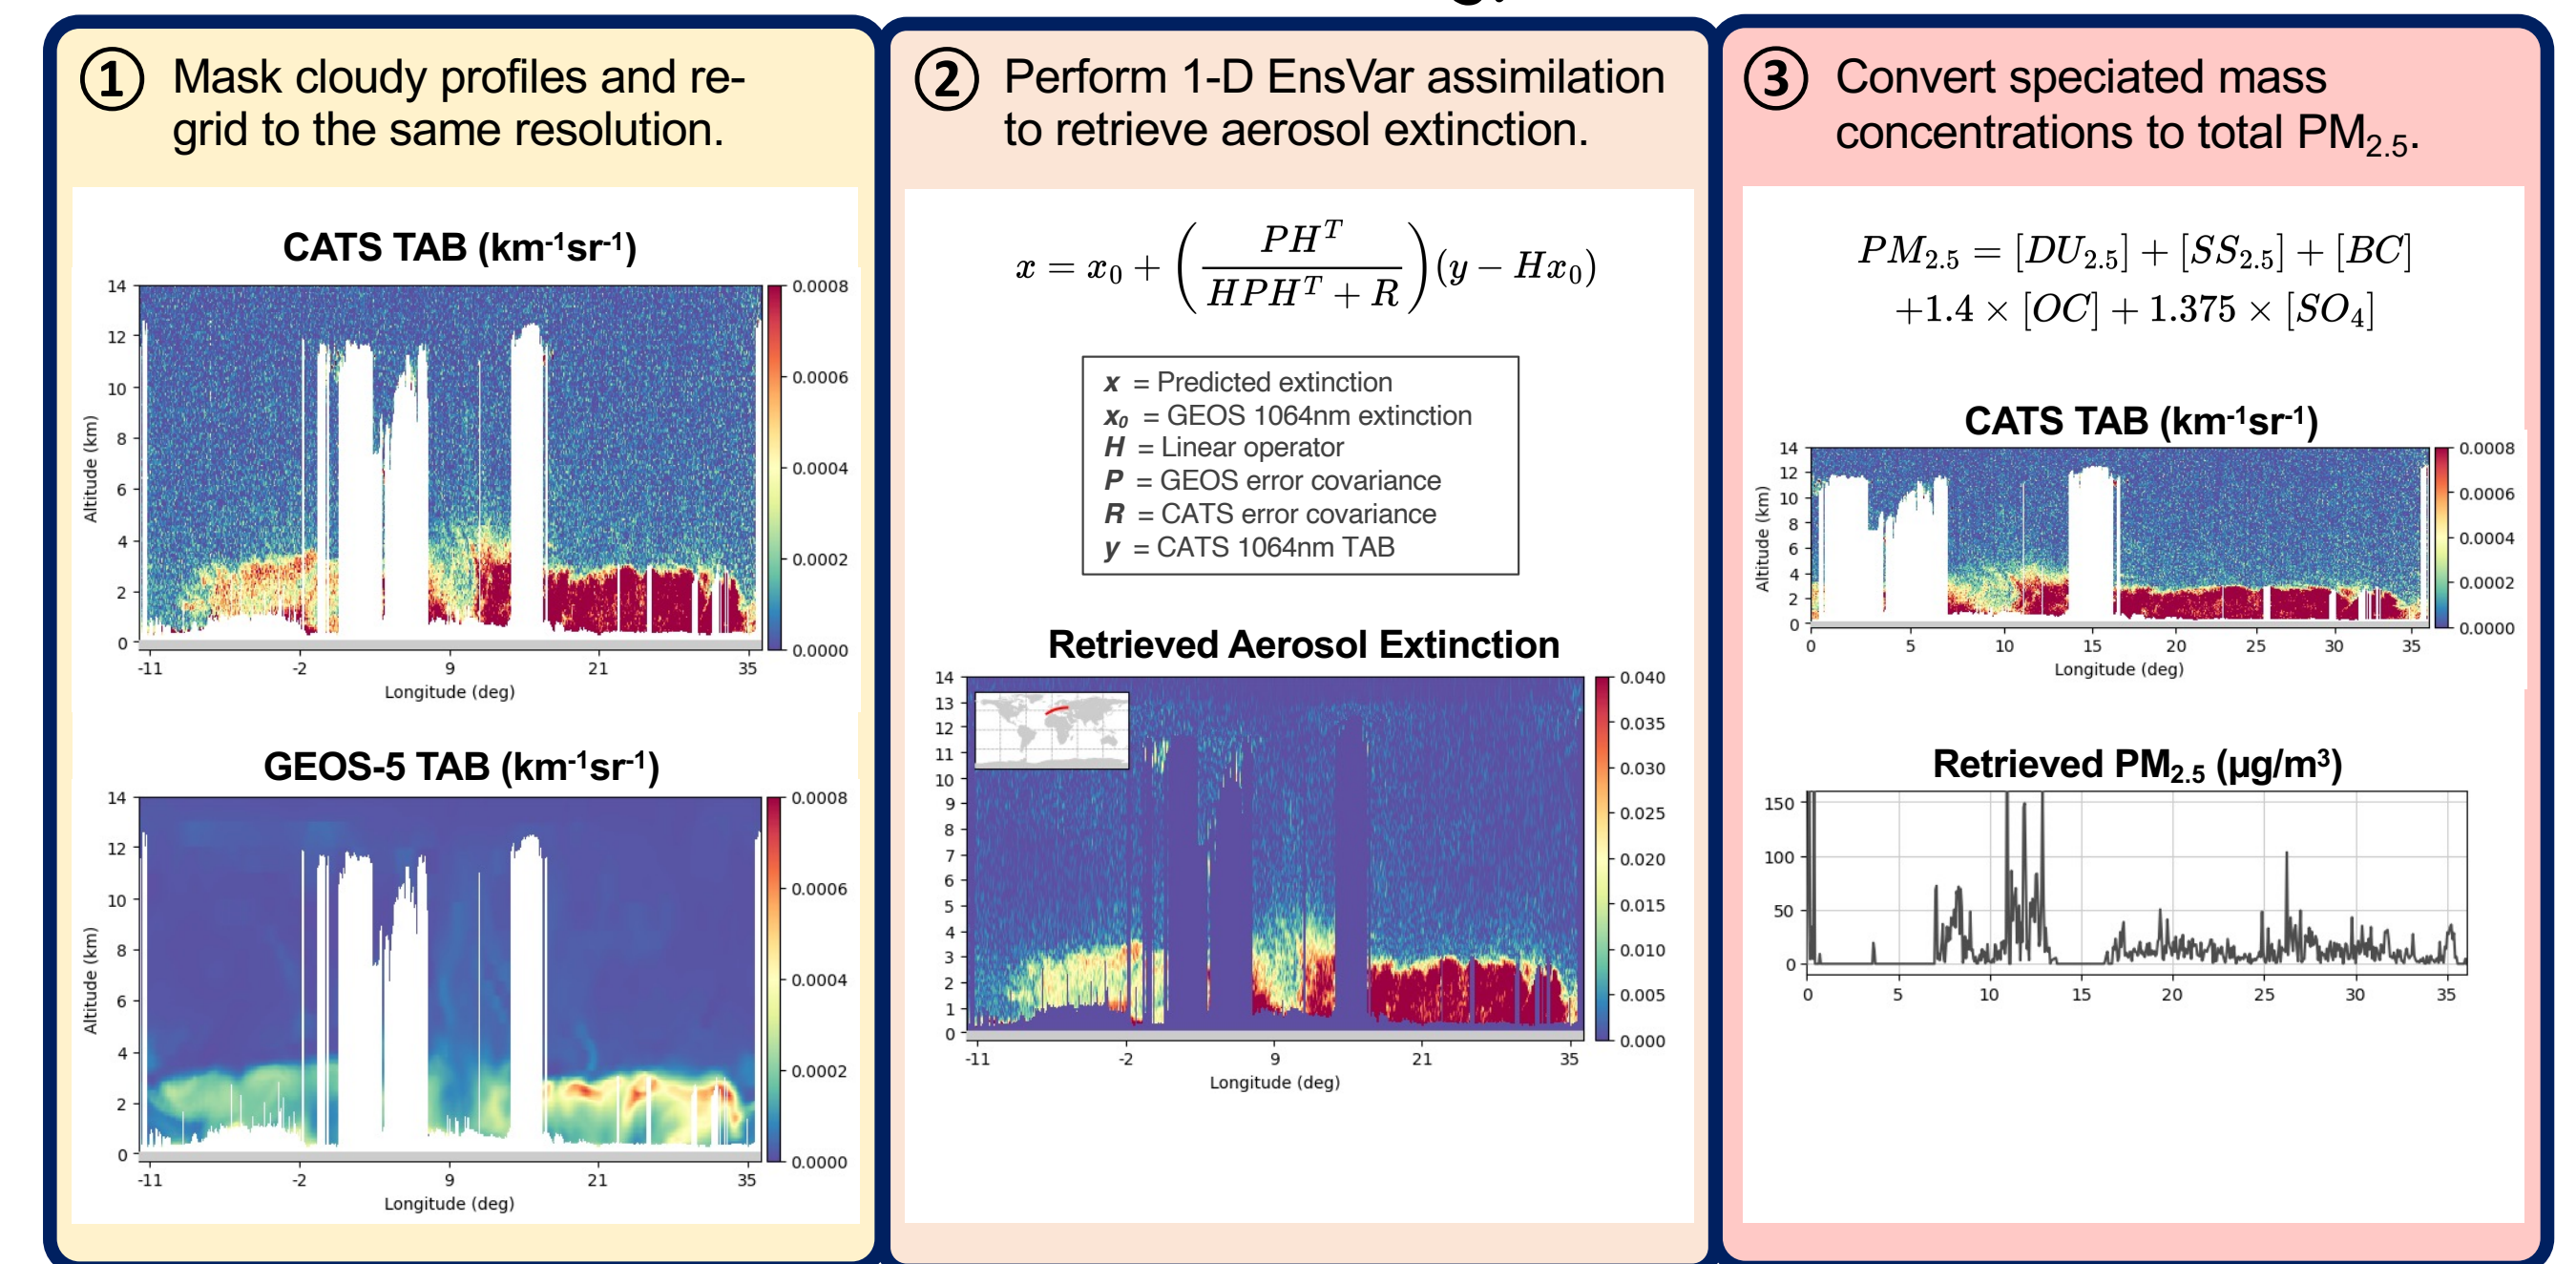 ① Mask cloudy profiles and re-
grid to the same resolution.
CATS TAB (km⁻¹sr⁻¹)
14
12
10
8
6
4
2
0
Altitude (km)
-11 -2 9 21 35
Longitude (deg)
0.0008
0.0006
0.0004
0.0002
0.0000
GEOS-5 TAB (km⁻¹sr⁻¹)
14
12
10
8
6
4
2
0
Altitude (km)
-11 -2 9 21 35
Longitude (deg)
0.0008
0.0006
0.0004
0.0002
0.0000
② Perform 1-D EnsVar assimilation
to retrieve aerosol extinction.
x = x₀ + (PHᵀ / HPHᵀ + R)(y − Hx₀)
x = Predicted extinction
x₀ = GEOS 1064nm extinction
H = Linear operator
P = GEOS error covariance
R = CATS error covariance
y = CATS 1064nm TAB
Retrieved Aerosol Extinction
14
13
12
11
10
9
8
7
6
5
4
3
2
1
0
-11 -2 9 21 35
Longitude (deg)
0.040
0.035
0.030
0.025
0.020
0.015
0.010
0.005
0.000
③ Convert speciated mass
concentrations to total PM₂.₅.
PM₂.₅ = [DU₂.₅] + [SS₂.₅] + [BC]
+1.4 × [OC] + 1.375 × [SO₄]
CATS TAB (km⁻¹sr⁻¹)
14
12
10
8
6
4
2
0
Altitude (km)
0 5 10 15 20 25 30 35
Longitude (deg)
0.0008
0.0006
0.0004
0.0002
0.0000
Retrieved PM₂.₅ (µg/m³)
150
100
50
0
0 5 10 15 20 25 30 35